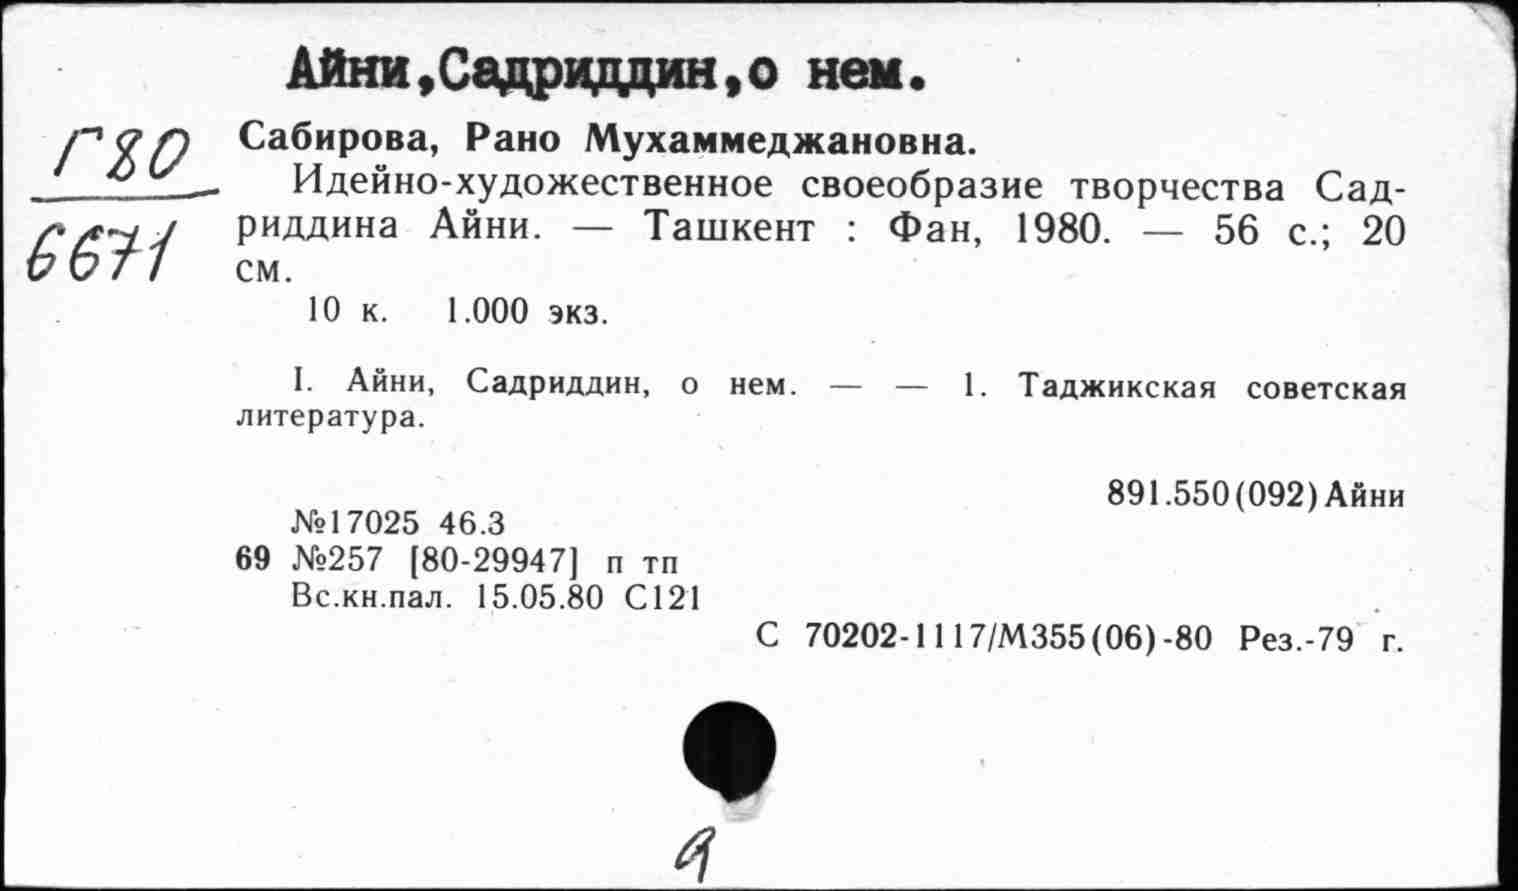 Айни,Садриддин,о нем.
Г80
6671
Сабирова, Рано Мухаммеджановна.
Идейно-художественное своеобразие творчества Сад-
риддина Айни. — Ташкент : Фан, 1980. — 56 с.; 20
см.
10 к. 1.000 экз.
I. Айни, Садриддин, о нем. — — 1. Таджикская советская
литература.
891.550(092)Айни
№17025 46.3
69 №257 [80-29947] п тп
Вс.кн.пал. 15.05.80 С121
С 70202-1117/М355(06)-80 Рез.-79 г.